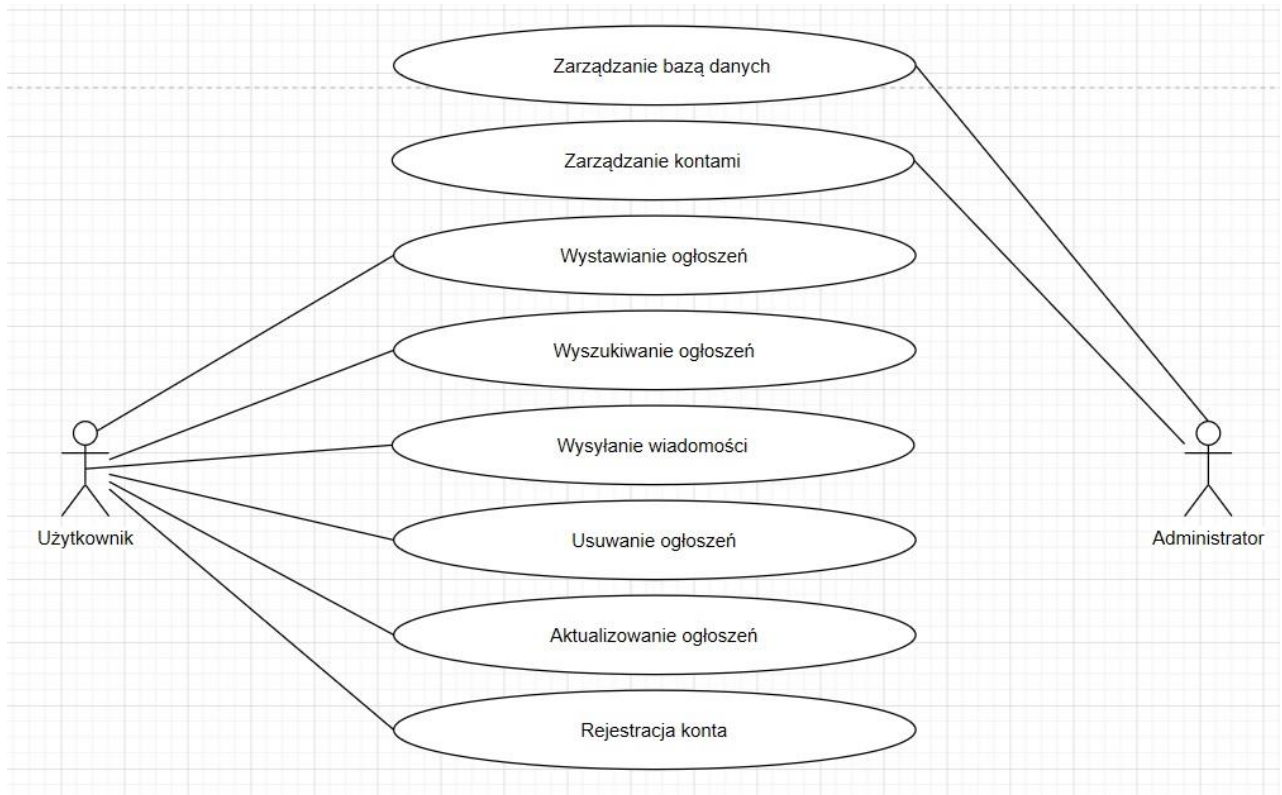 Zarządzanie bazą danych
Zarządzanie kontami
Wystawianie ogłoszeń
Wyszukiwanie ogłoszeń
Wysyłanie wiadomości
Usuwanie ogłoszeń
Użytkownik
Administrator
Aktualizowanie ogłoszeń
Rejestracja konta